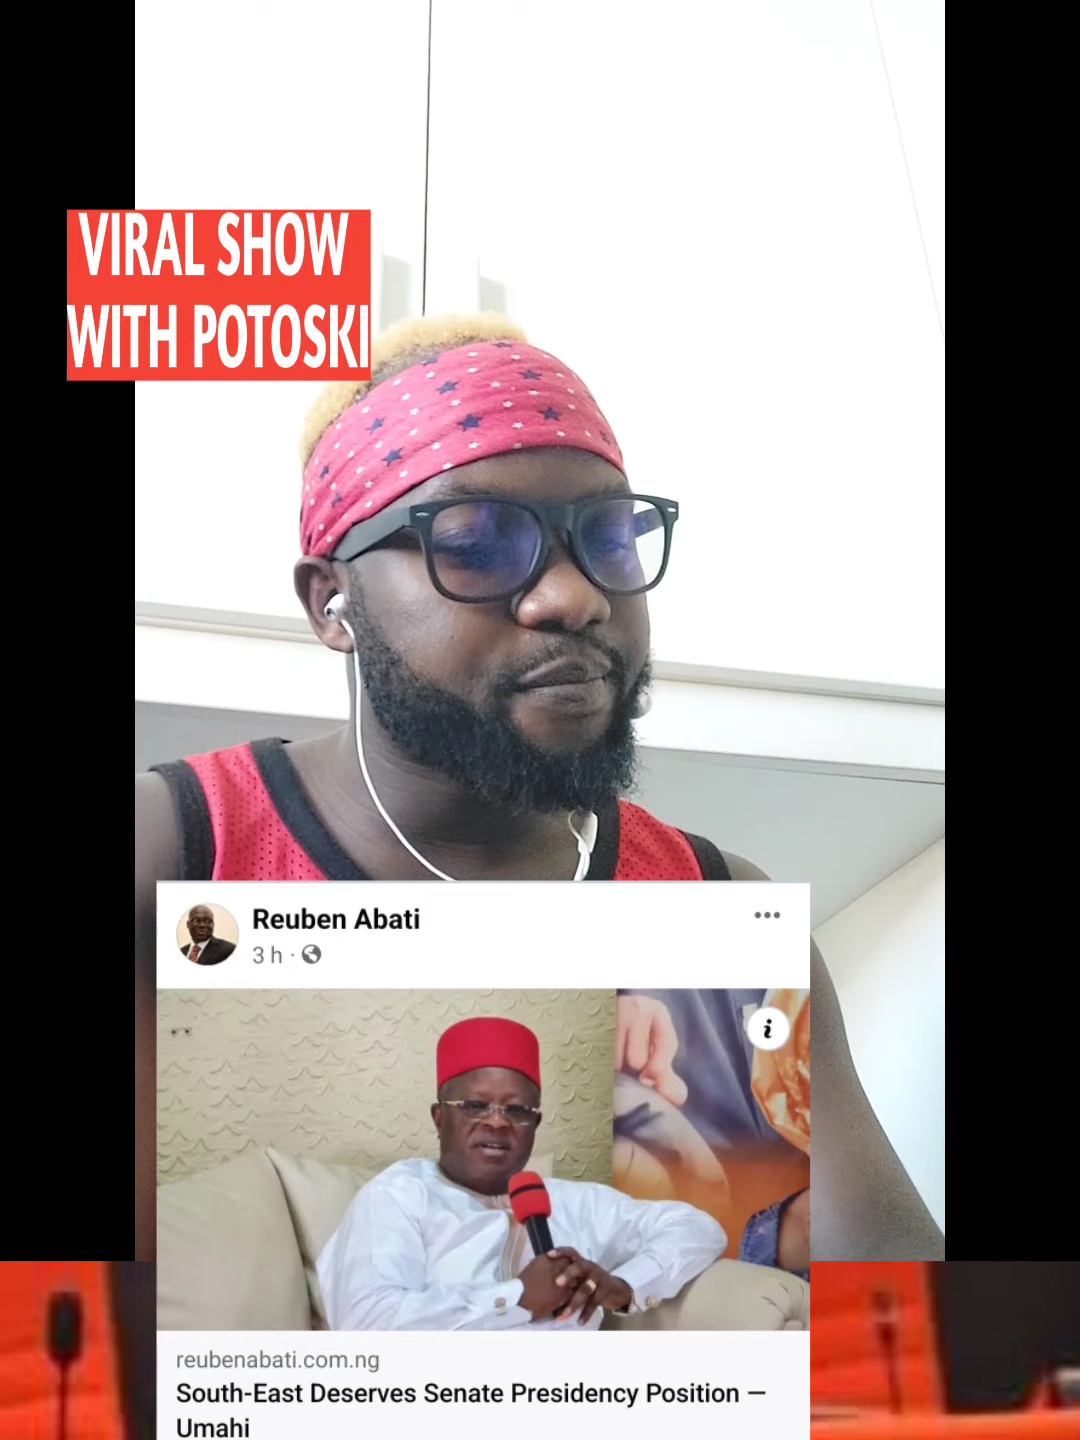 VIRAL SHOW
WITH POTOSKI
Reuben Abati
3 h ·
reubenabati.com.ng
South-East Deserves Senate Presidency Position —
Umahi